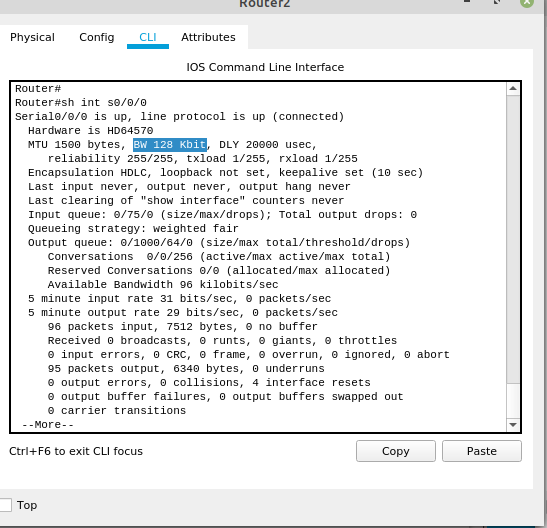 Router2
Physical Config CLI Attributes
IOS Command Line Interface
Router#
Router#sh int s0/0/0
Serial0/0/0 is up, line protocol is up (connected)
Hardware is HD64570
MTU 1500 bytes, BW 128 Kbit, DLY 20000 usec,
reliability 255/255, txload 1/255, rxload 1/255
Encapsulation HDLC, loopback not set, keepalive set (10 sec)
Last input never, output never, output hang never
Last clearing of "show interface" counters never
Input queue: 0/75/0 (size/max/drops); Total output drops: 0
Queueing strategy: weighted fair
Output queue: 0/1000/64/0 (size/max total/threshold/drops)
Conversations 0/0/256 (active/max active/max total)
Reserved Conversations 0/0 (allocated/max allocated)
Available Bandwidth 96 kilobits/sec
5 minute input rate 31 bits/sec, 0 packets/sec
5 minute output rate 29 bits/sec, 0 packets/sec
96 packets input, 7512 bytes, 0 no buffer
Received 0 broadcasts, 0 runts, 0 giants, 0 throttles
0 input errors, 0 CRC, 0 frame, 0 overrun, 0 ignored, 0 abort
95 packets output, 6340 bytes, 0 underruns
0 output errors, 0 collisions, 4 interface resets
0 output buffer failures, 0 output buffers swapped out
0 carrier transitions
--More--
Ctrl+F6 to exit CLI focus
Copy Paste
Top